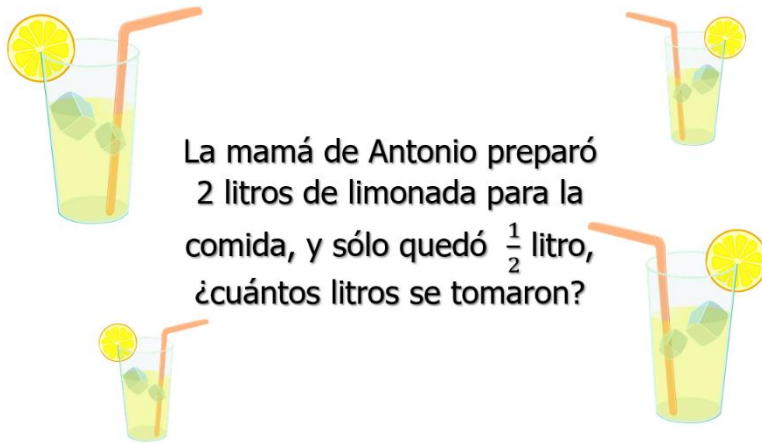 La mamá de Antonio preparó
2 litros de limonada para la
comida, y sólo quedó 1/2 litro,
¿cuántos litros se tomaron?